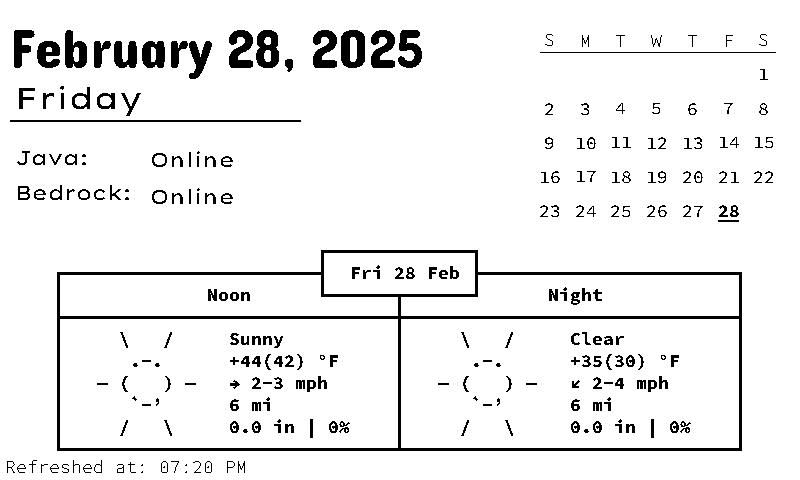 February 28, 2025
Friday
Java: Online
Bedrock: Online
S M T W T F S
1
2 3 4 5 6 7 8
9 10 11 12 13 14 15
16 17 18 19 20 21 22
23 24 25 26 27 28
Fri 28 Feb
Noon Night
\ / Sunny \ / Clear
.-. +44(42) °F .-. +35(30) °F
― ( ) ― → 2-3 mph ― ( ) ― ↙ 2-4 mph
`-’ 6 mi `-’ 6 mi
/ \ 0.0 in | 0% / \ 0.0 in | 0%
Refreshed at: 07:20 PM